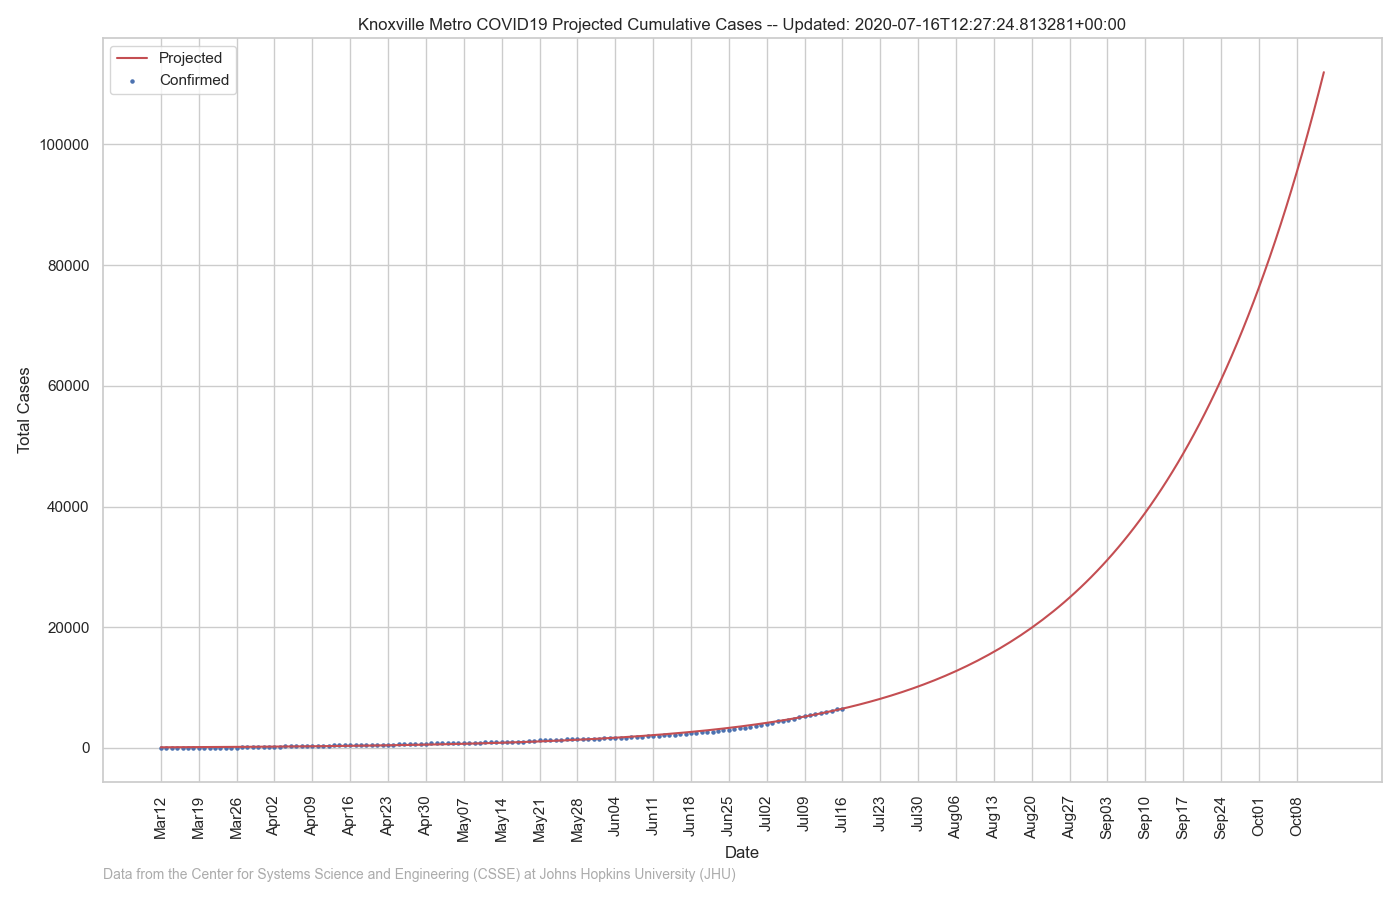 Knoxville Metro COVID19 Projected Cumulative Cases -- Updated: 2020-07-16T12:27:24.813281+00:00
Projected
Confirmed
100000
80000
60000
40000
20000
0
Total Cases
Mar12
Mar19
Mar26
Apr02
Apr09
Apr16
Apr23
Apr30
May07
May14
May21
May28
Jun04
Jun11
Jun18
Jun25
Jul02
Jul09
Jul16
Jul23
Jul30
Aug06
Aug13
Aug20
Aug27
Sep03
Sep10
Sep17
Sep24
Oct01
Oct08
Date
Data from the Center for Systems Science and Engineering (CSSE) at Johns Hopkins University (JHU)